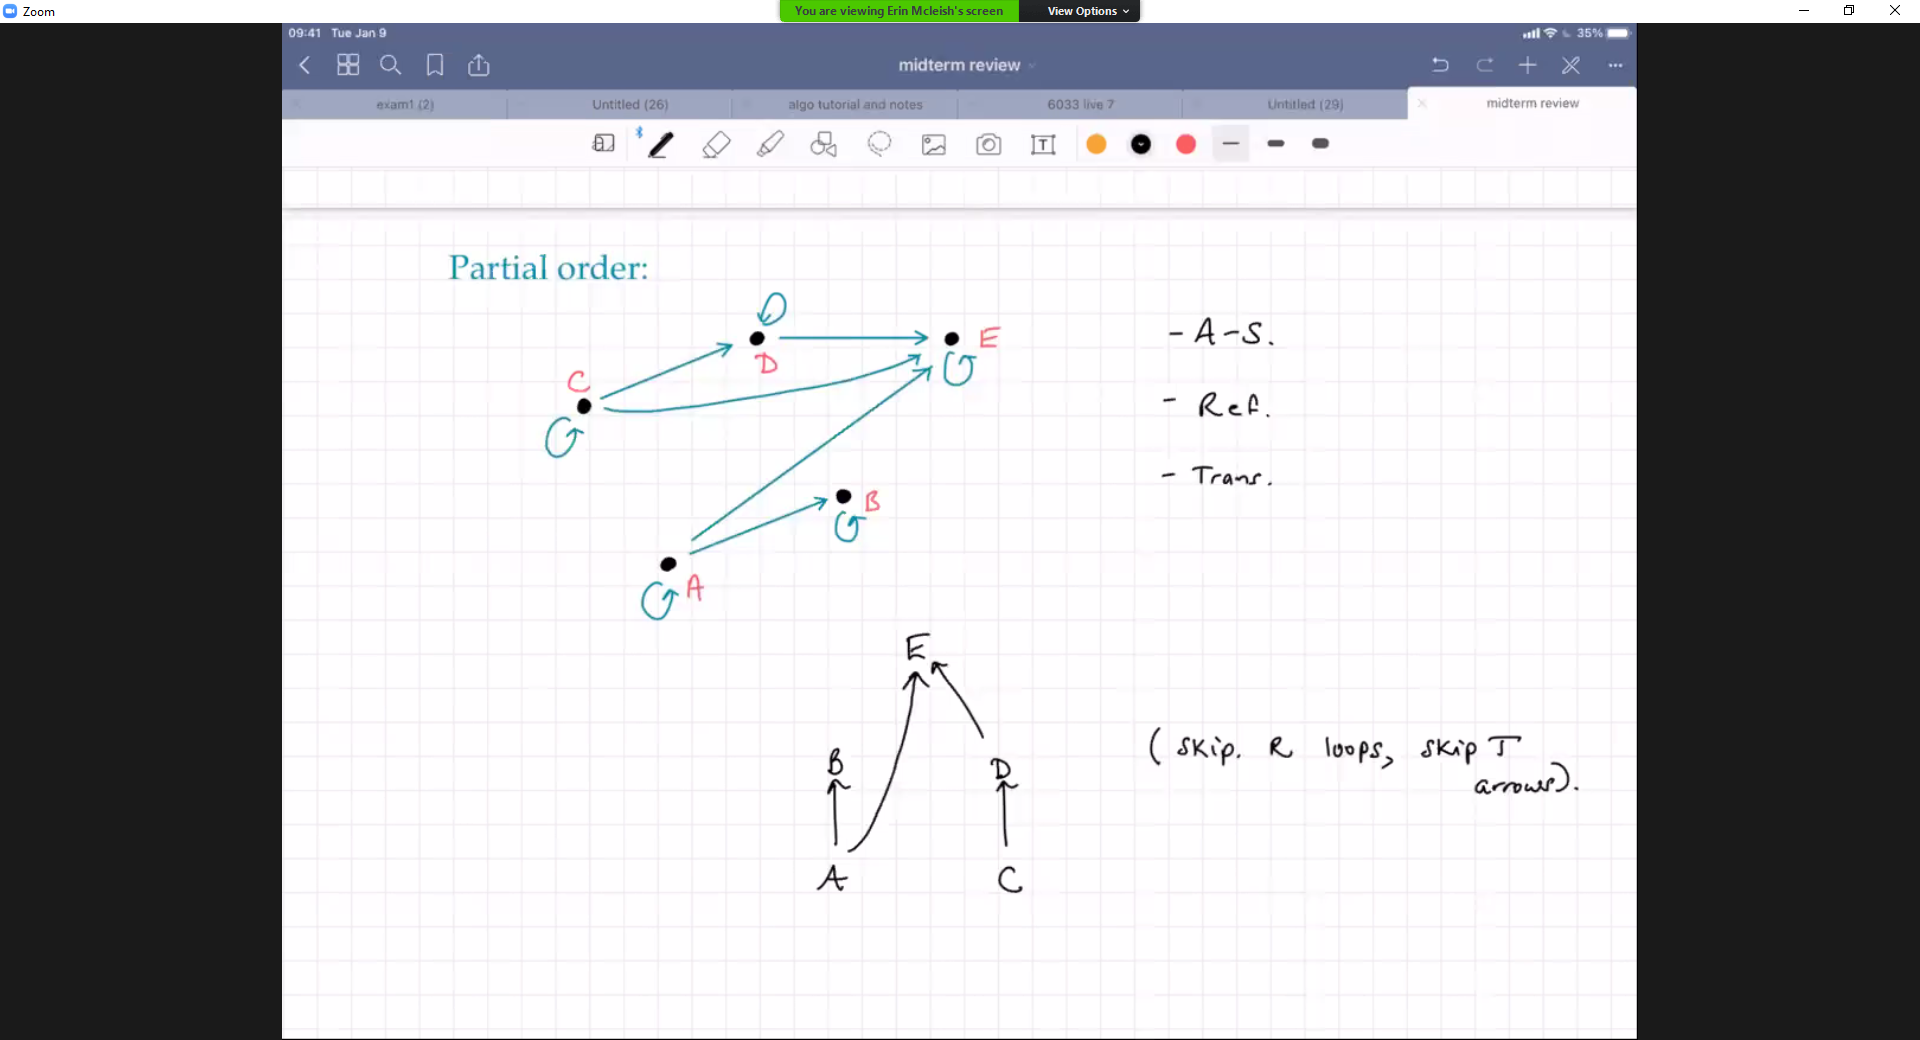 Zoom
You are viewing Erin Mcleish's screen
View Options
09:41 Tue Jan 9
35%
midterm review
exam1 (2)
Untitled (26)
algo tutorial and notes
6033 live 7
Untitled (29)
midterm review
T
Partial order:
D
E
C
B
A
- A-S.
- Ref.
- Trans.
E
B
D
A
C
( skip. R loops, skip T
arrows).